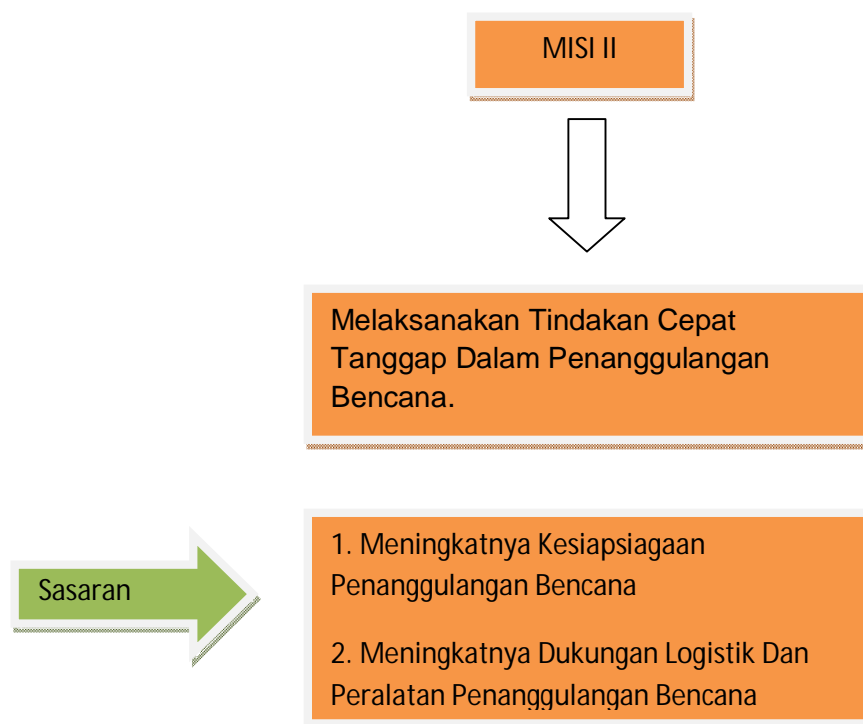 MISI II
Melaksanakan Tindakan Cepat
Tanggap Dalam Penanggulangan
Bencana.
Sasaran
1. Meningkatnya Kesiapsiagaan
Penanggulangan Bencana
2. Meningkatnya Dukungan Logistik Dan
Peralatan Penanggulangan Bencana